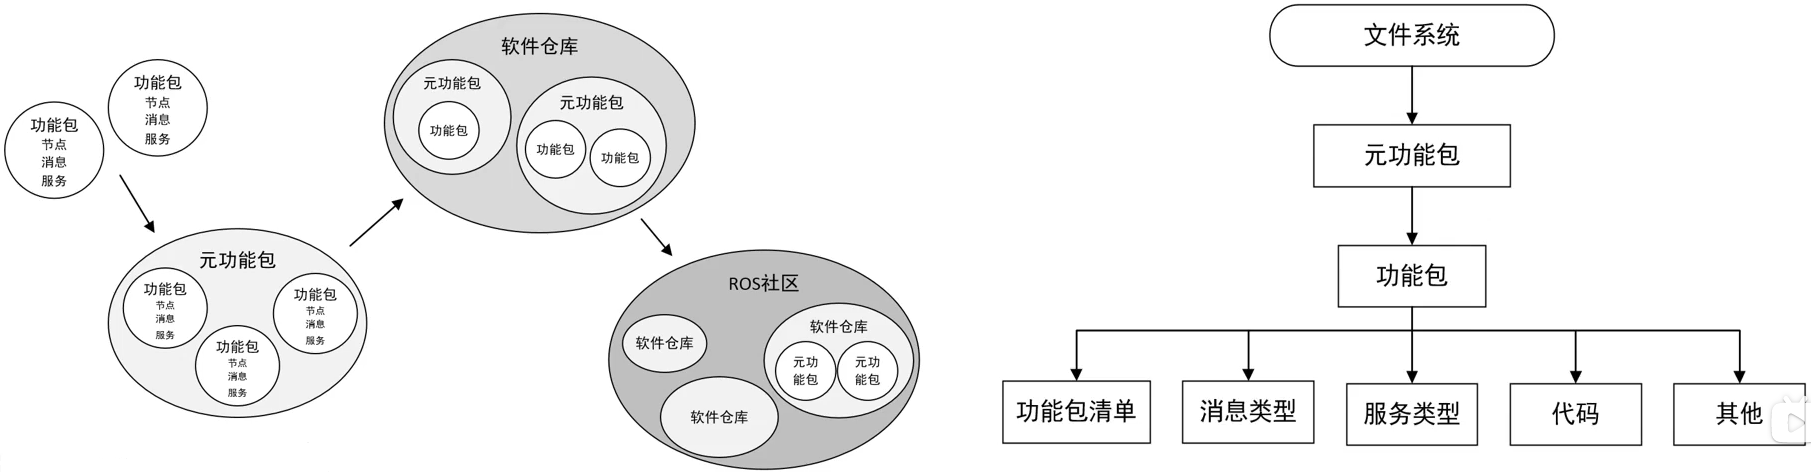 功能包
节点
消息
服务
功能包
节点
消息
服务
元功能包
功能包
节点
消息
服务
功能包
节点
消息
服务
功能包
节点
消息
服务
软件仓库
元功能包
功能包
元功能包
功能包
功能包
ROS社区
软件仓库
软件仓库
软件仓库
元功
能包
元功
能包
文件系统
元功能包
功能包
功能包清单
消息类型
服务类型
代码
其他